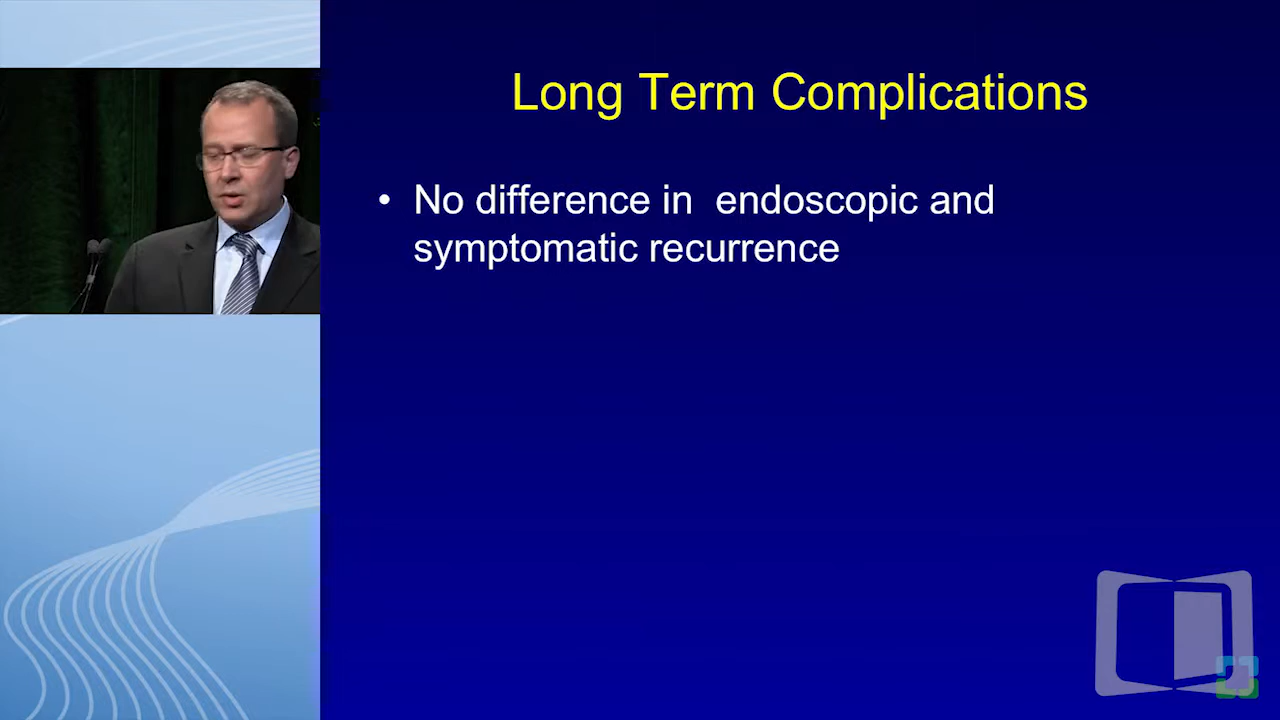 Long Term Complications
• No difference in  endoscopic and
symptomatic recurrence